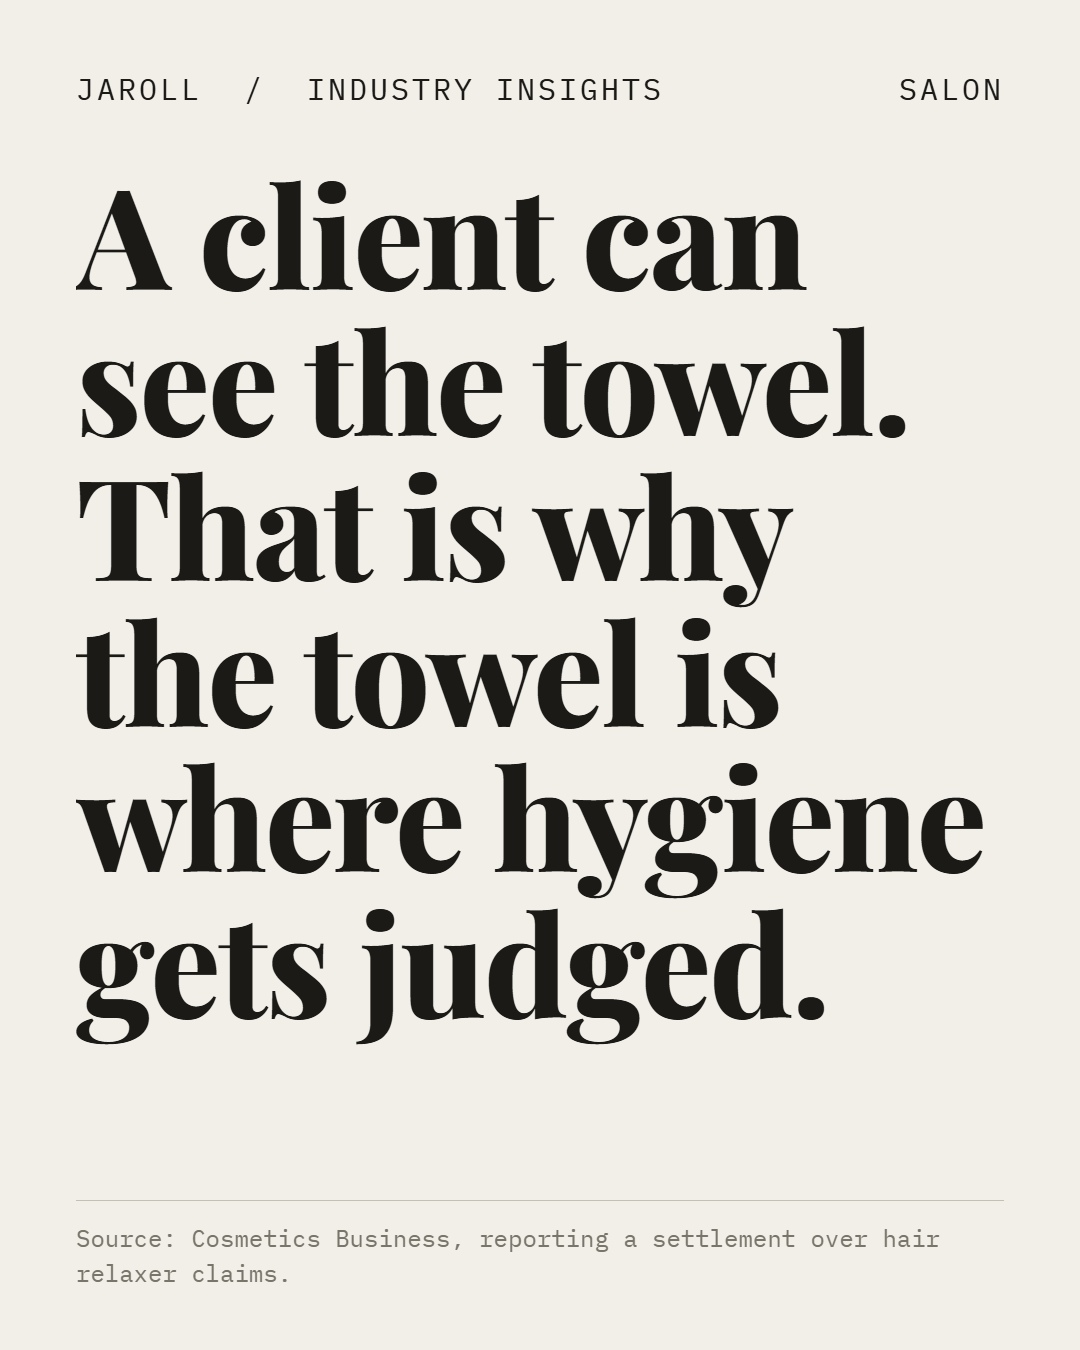 JAROLL / INDUSTRY INSIGHTS SALON
A client can
see the towel.
That is why
the towel is
where hygiene
gets judged.
Source: Cosmetics Business, reporting a settlement over hair
relaxer claims.